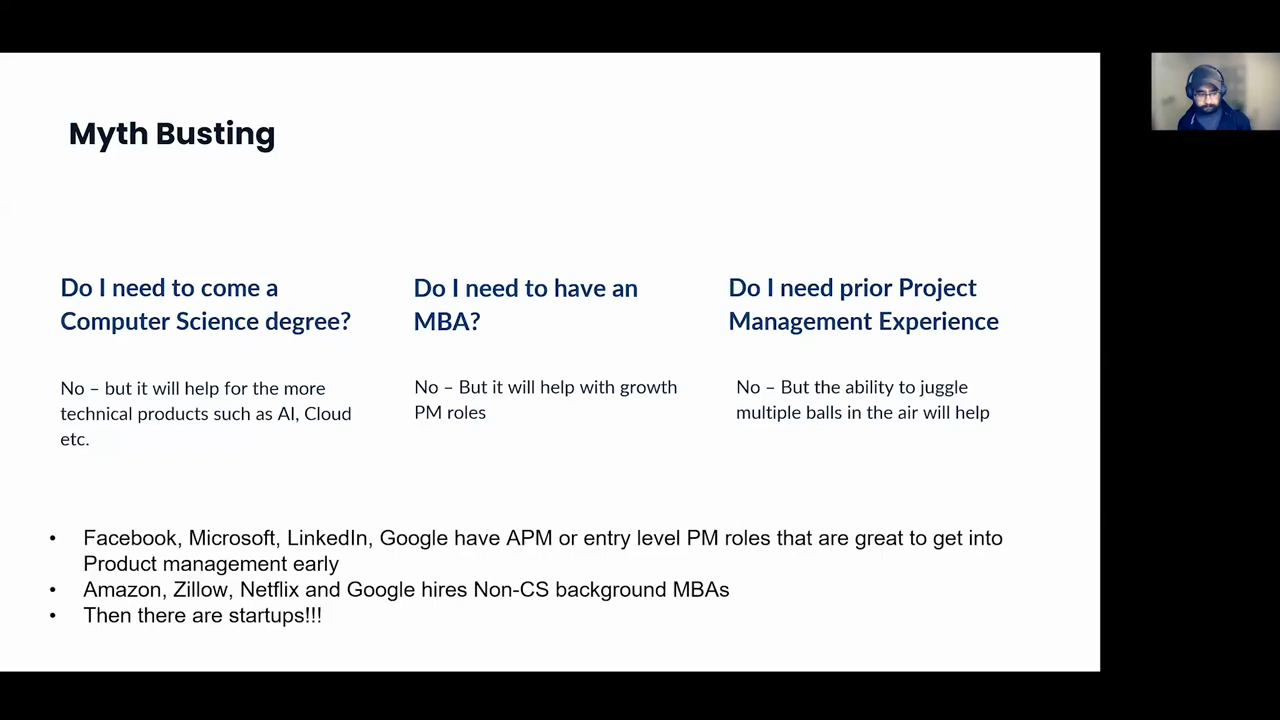 Myth Busting
Do I need to come a
Computer Science degree?
No – but it will help for the more
technical products such as AI, Cloud
etc.
Do I need to have an
MBA?
No – But it will help with growth
PM roles
Do I need prior Project
Management Experience
No – But the ability to juggle
multiple balls in the air will help
• Facebook, Microsoft, LinkedIn, Google have APM or entry level PM roles that are great to get into
Product management early
• Amazon, Zillow, Netflix and Google hires Non-CS background MBAs
• Then there are startups!!!